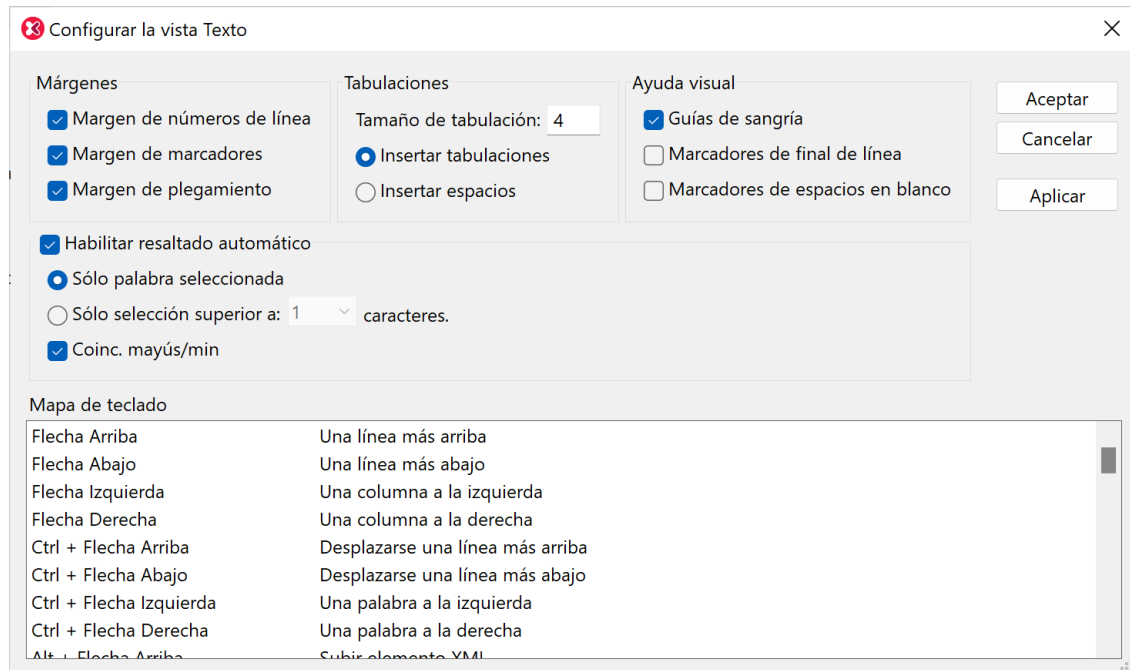 Configurar la vista Texto
Márgenes
Margen de números de línea
Margen de marcadores
Margen de plegamiento
Tabulaciones
Tamaño de tabulación: 4
Insertar tabulaciones
Insertar espacios
Ayuda visual
Guías de sangría
Marcadores de final de línea
Marcadores de espacios en blanco
Aceptar
Cancelar
Aplicar
Habilitar resaltado automático
Sólo palabra seleccionada
Sólo selección superior a: 1 caracteres.
Coinc. mayús/min
Mapa de teclado
Flecha Arriba Una línea más arriba
Flecha Abajo Una línea más abajo
Flecha Izquierda Una columna a la izquierda
Flecha Derecha Una columna a la derecha
Ctrl + Flecha Arriba Desplazarse una línea más arriba
Ctrl + Flecha Abajo Desplazarse una línea más abajo
Ctrl + Flecha Izquierda Una palabra a la izquierda
Ctrl + Flecha Derecha Una palabra a la derecha
Alt + Flecha Arriba Subir elemento XML